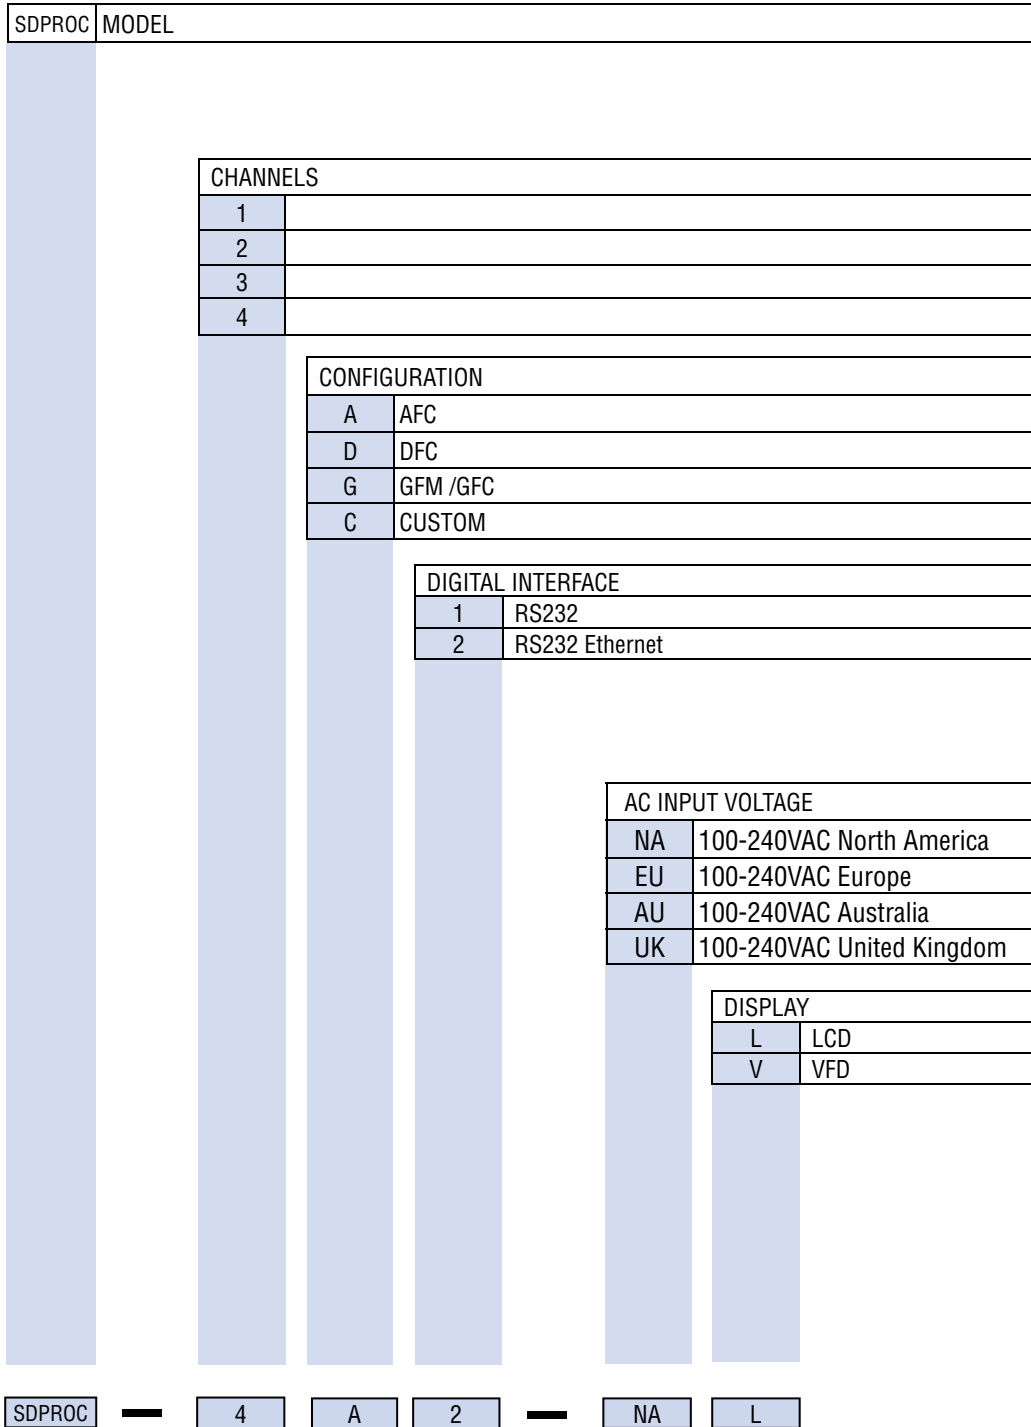 SDPROC MODEL
CHANNELS
1
2
3
4
CONFIGURATION
A AFC
D DFC
G GFM /GFC
C CUSTOM
DIGITAL INTERFACE
1 RS232
2 RS232 Ethernet
AC INPUT VOLTAGE
NA 100-240VAC North America
EU 100-240VAC Europe
AU 100-240VAC Australia
UK 100-240VAC United Kingdom
DISPLAY
L LCD
V VFD
SDPROC — 4 A 2 — NA L